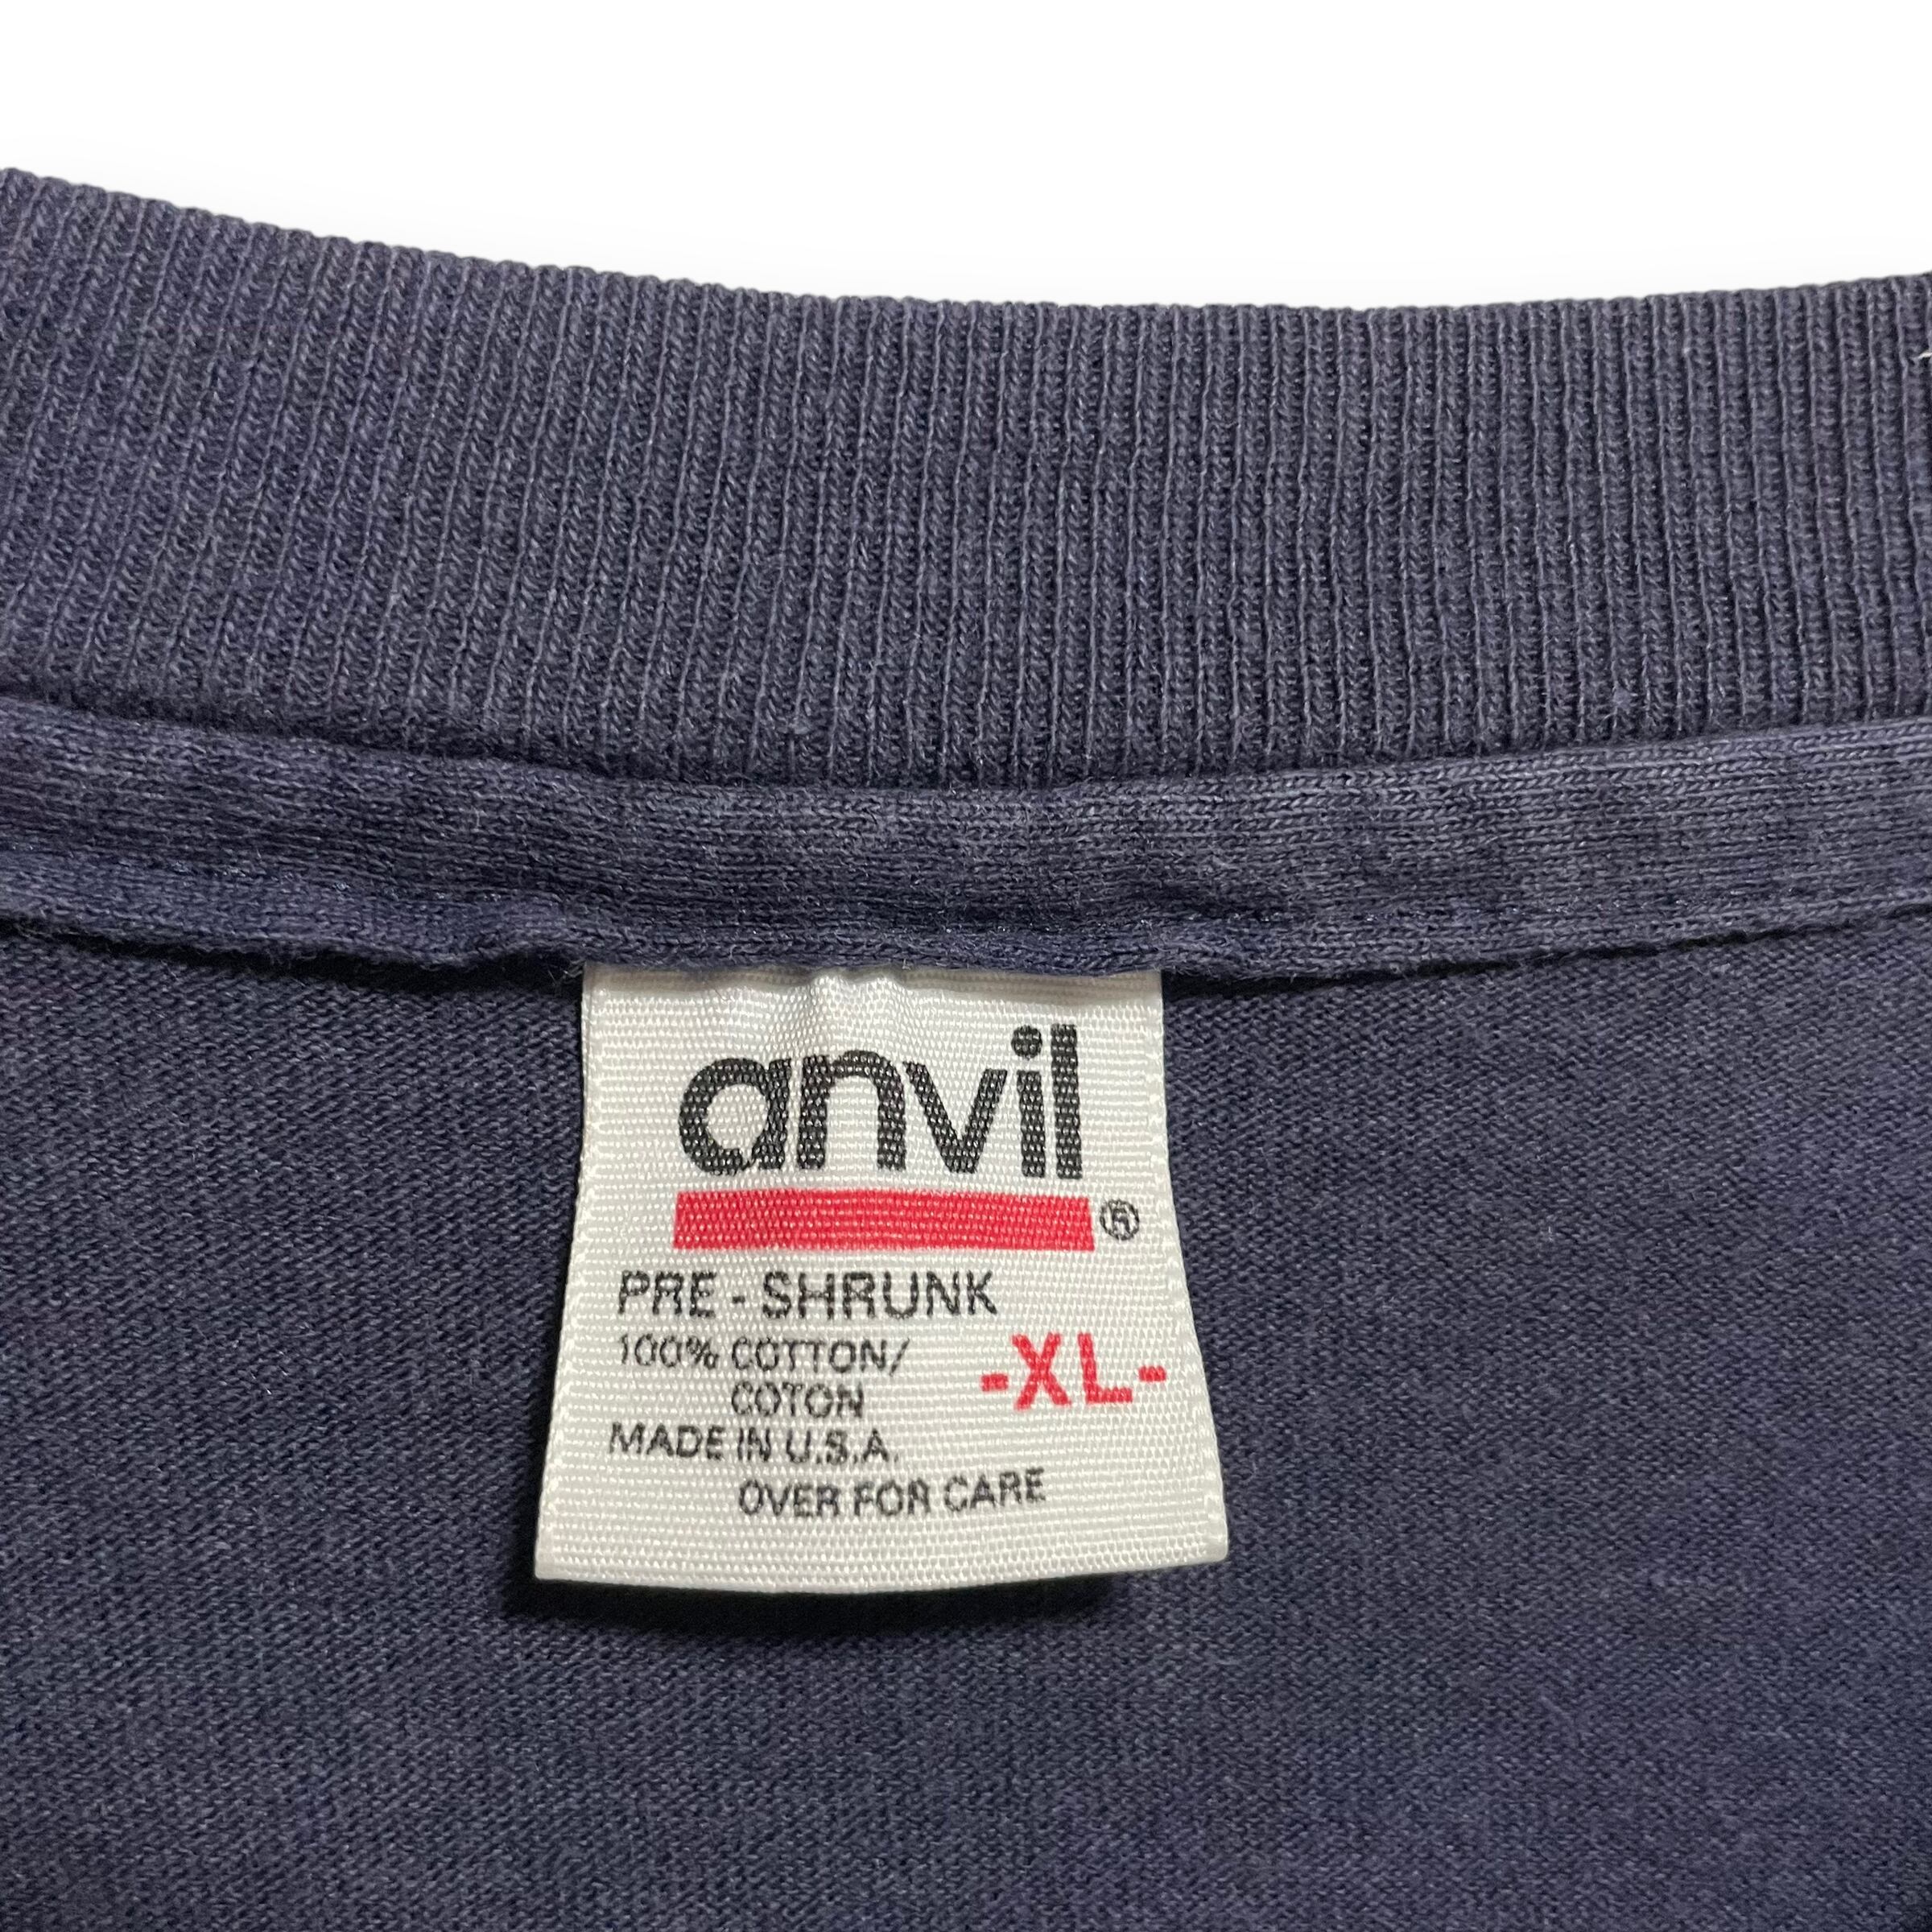 anvil
®
PRE - SHRUNK
100% COTTON/
COTON
-XL-
MADE IN U.S.A.
OVER FOR CARE